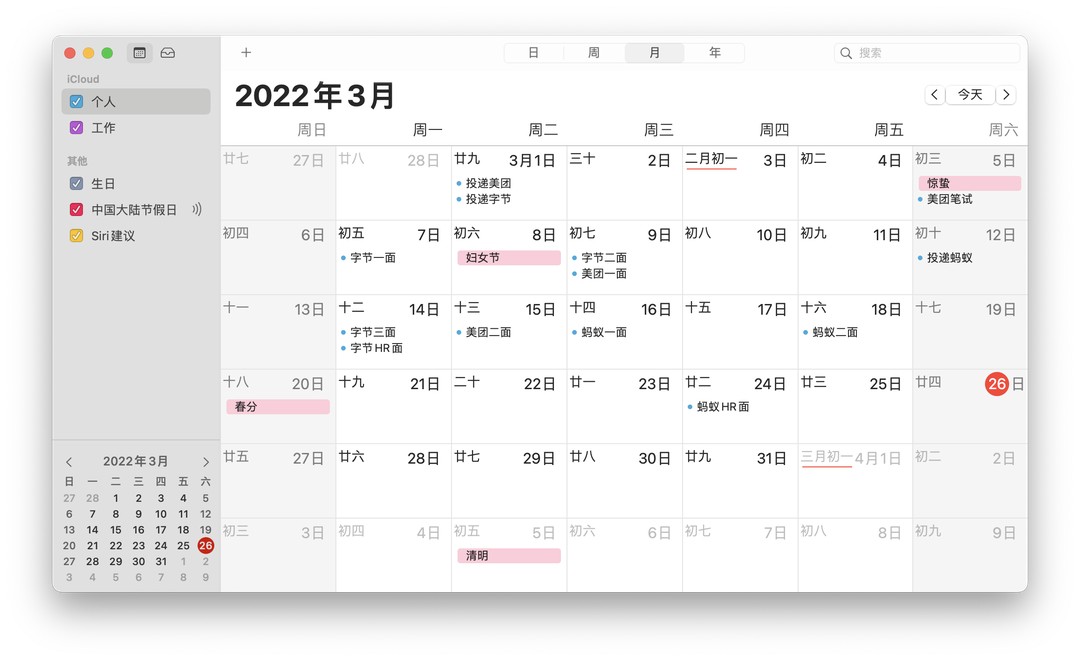 iCloud
个人
工作
其他
生日
中国大陆节假日
Siri建议
2022年3月
日 一 二 三 四 五 六
27 28 1 2 3 4 5
6 7 8 9 10 11 12
13 14 15 16 17 18 19
20 21 22 23 24 25 26
27 28 29 30 31 1 2
3 4 5 6 7 8 9
日 周 月 年
搜索
2022年3月
今天
周日 周一 周二 周三 周四 周五 周六
廿七 27日 廿八 28日 廿九 3月1日 三十 2日 二月初一 3日 初二 4日 初三 5日
投递美团 惊蛰
投递字节 美团笔试
初四 6日 初五 7日 初六 8日 初七 9日 初八 10日 初九 11日 初十 12日
字节一面 妇女节 字节二面 投递蚂蚁
美团一面
十一 13日 十二 14日 十三 15日 十四 16日 十五 17日 十六 18日 十七 19日
字节三面 美团二面 蚂蚁一面 蚂蚁二面
字节HR面
十八 20日 十九 21日 二十 22日 廿一 23日 廿二 24日 廿三 25日 廿四 26日
春分 蚂蚁HR面
廿五 27日 廿六 28日 廿七 29日 廿八 30日 廿九 31日 三月初一 4月1日 初二 2日
初三 3日 初四 4日 初五 5日 初六 6日 初七 7日 初八 8日 初九 9日
清明